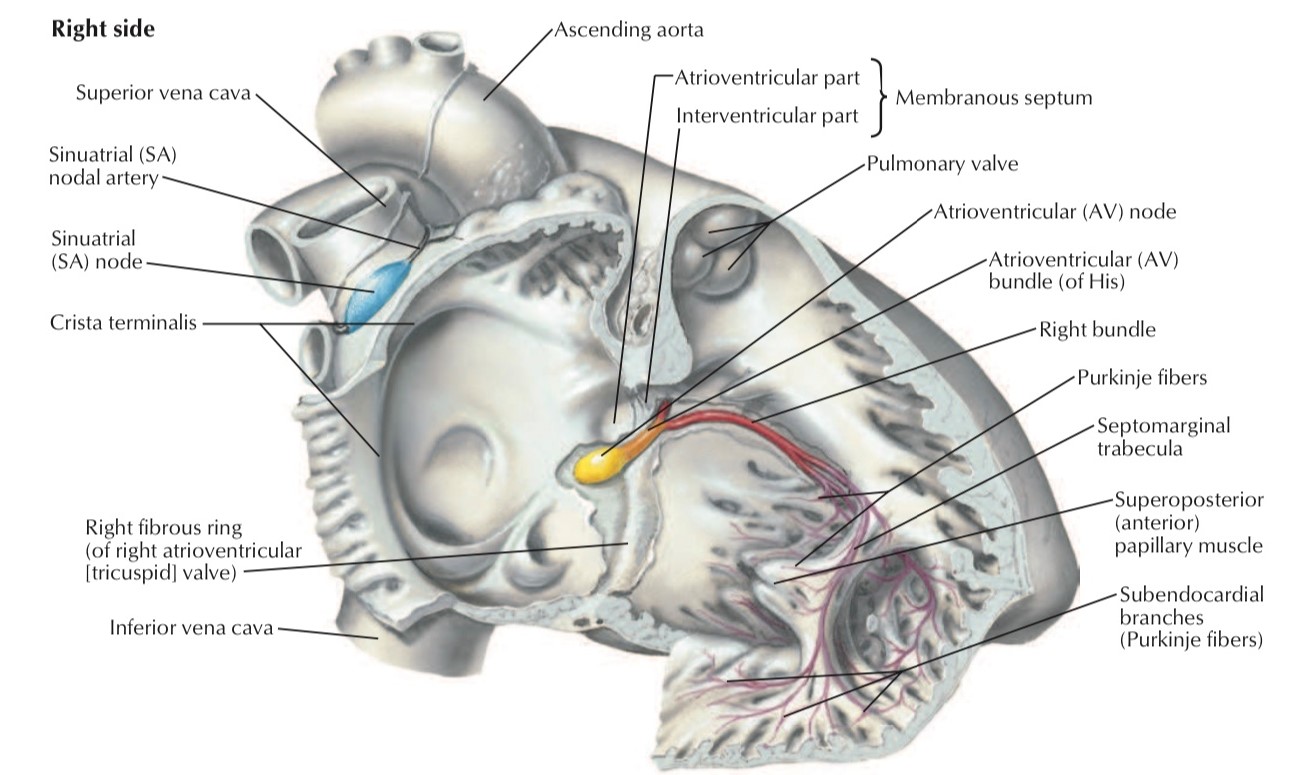 Right side
Ascending aorta
Superior vena cava
Atrioventricular part
Interventricular part
Membranous septum
Sinuatrial (SA)
nodal artery
Pulmonary valve
Atrioventricular (AV) node
Sinuatrial
(SA) node
Atrioventricular (AV)
bundle (of His)
Crista terminalis
Right bundle
Purkinje fibers
Septomarginal
trabecula
Superoposterior
(anterior)
papillary muscle
Right fibrous ring
(of right atrioventricular
[tricuspid] valve)
Subendocardial
branches
(Purkinje fibers)
Inferior vena cava